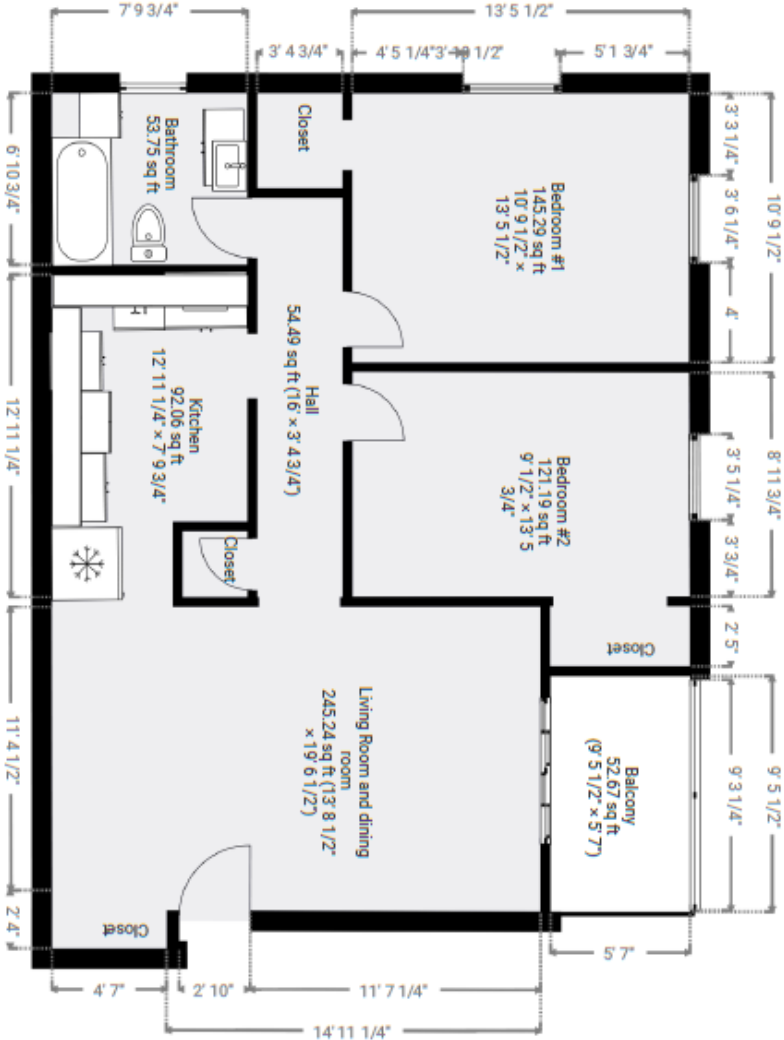 7' 9 3/4"
13' 5 1/2"
3' 4 3/4"
4' 5 1/4"
1/2"
5' 1 3/4"
6' 10 3/4"
12' 11 1/4"
11' 4 1/2"
2' 4"
3' 3 1/4"
3' 6 1/4"
4'
10' 9 1/2"
3' 5 1/4"
3' 3/4"
8' 11 3/4"
2' 5"
9' 3 1/4"
9' 5 1/2"
Bathroom
53.75 sq ft
Closet
Bedroom #1
145.29 sq ft
10' 9 1/2" ×
13' 5 1/2"
Hall
54.49 sq ft (16' × 3' 4 3/4")
Kitchen
92.06 sq ft
12' 11 1/4" × 7' 9 3/4"
Bedroom #2
121.19 sq ft
9' 1/2" × 13' 5
3/4"
Closet
Closet
Living Room and dining
room
245.24 sq ft (13' 8 1/2"
× 19' 6 1/2")
Balcony
52.67 sq ft
(9' 5 1/2" × 5' 7")
Closet
5' 7"
4' 7"
2' 10"
11' 7 1/4"
14' 11 1/4"